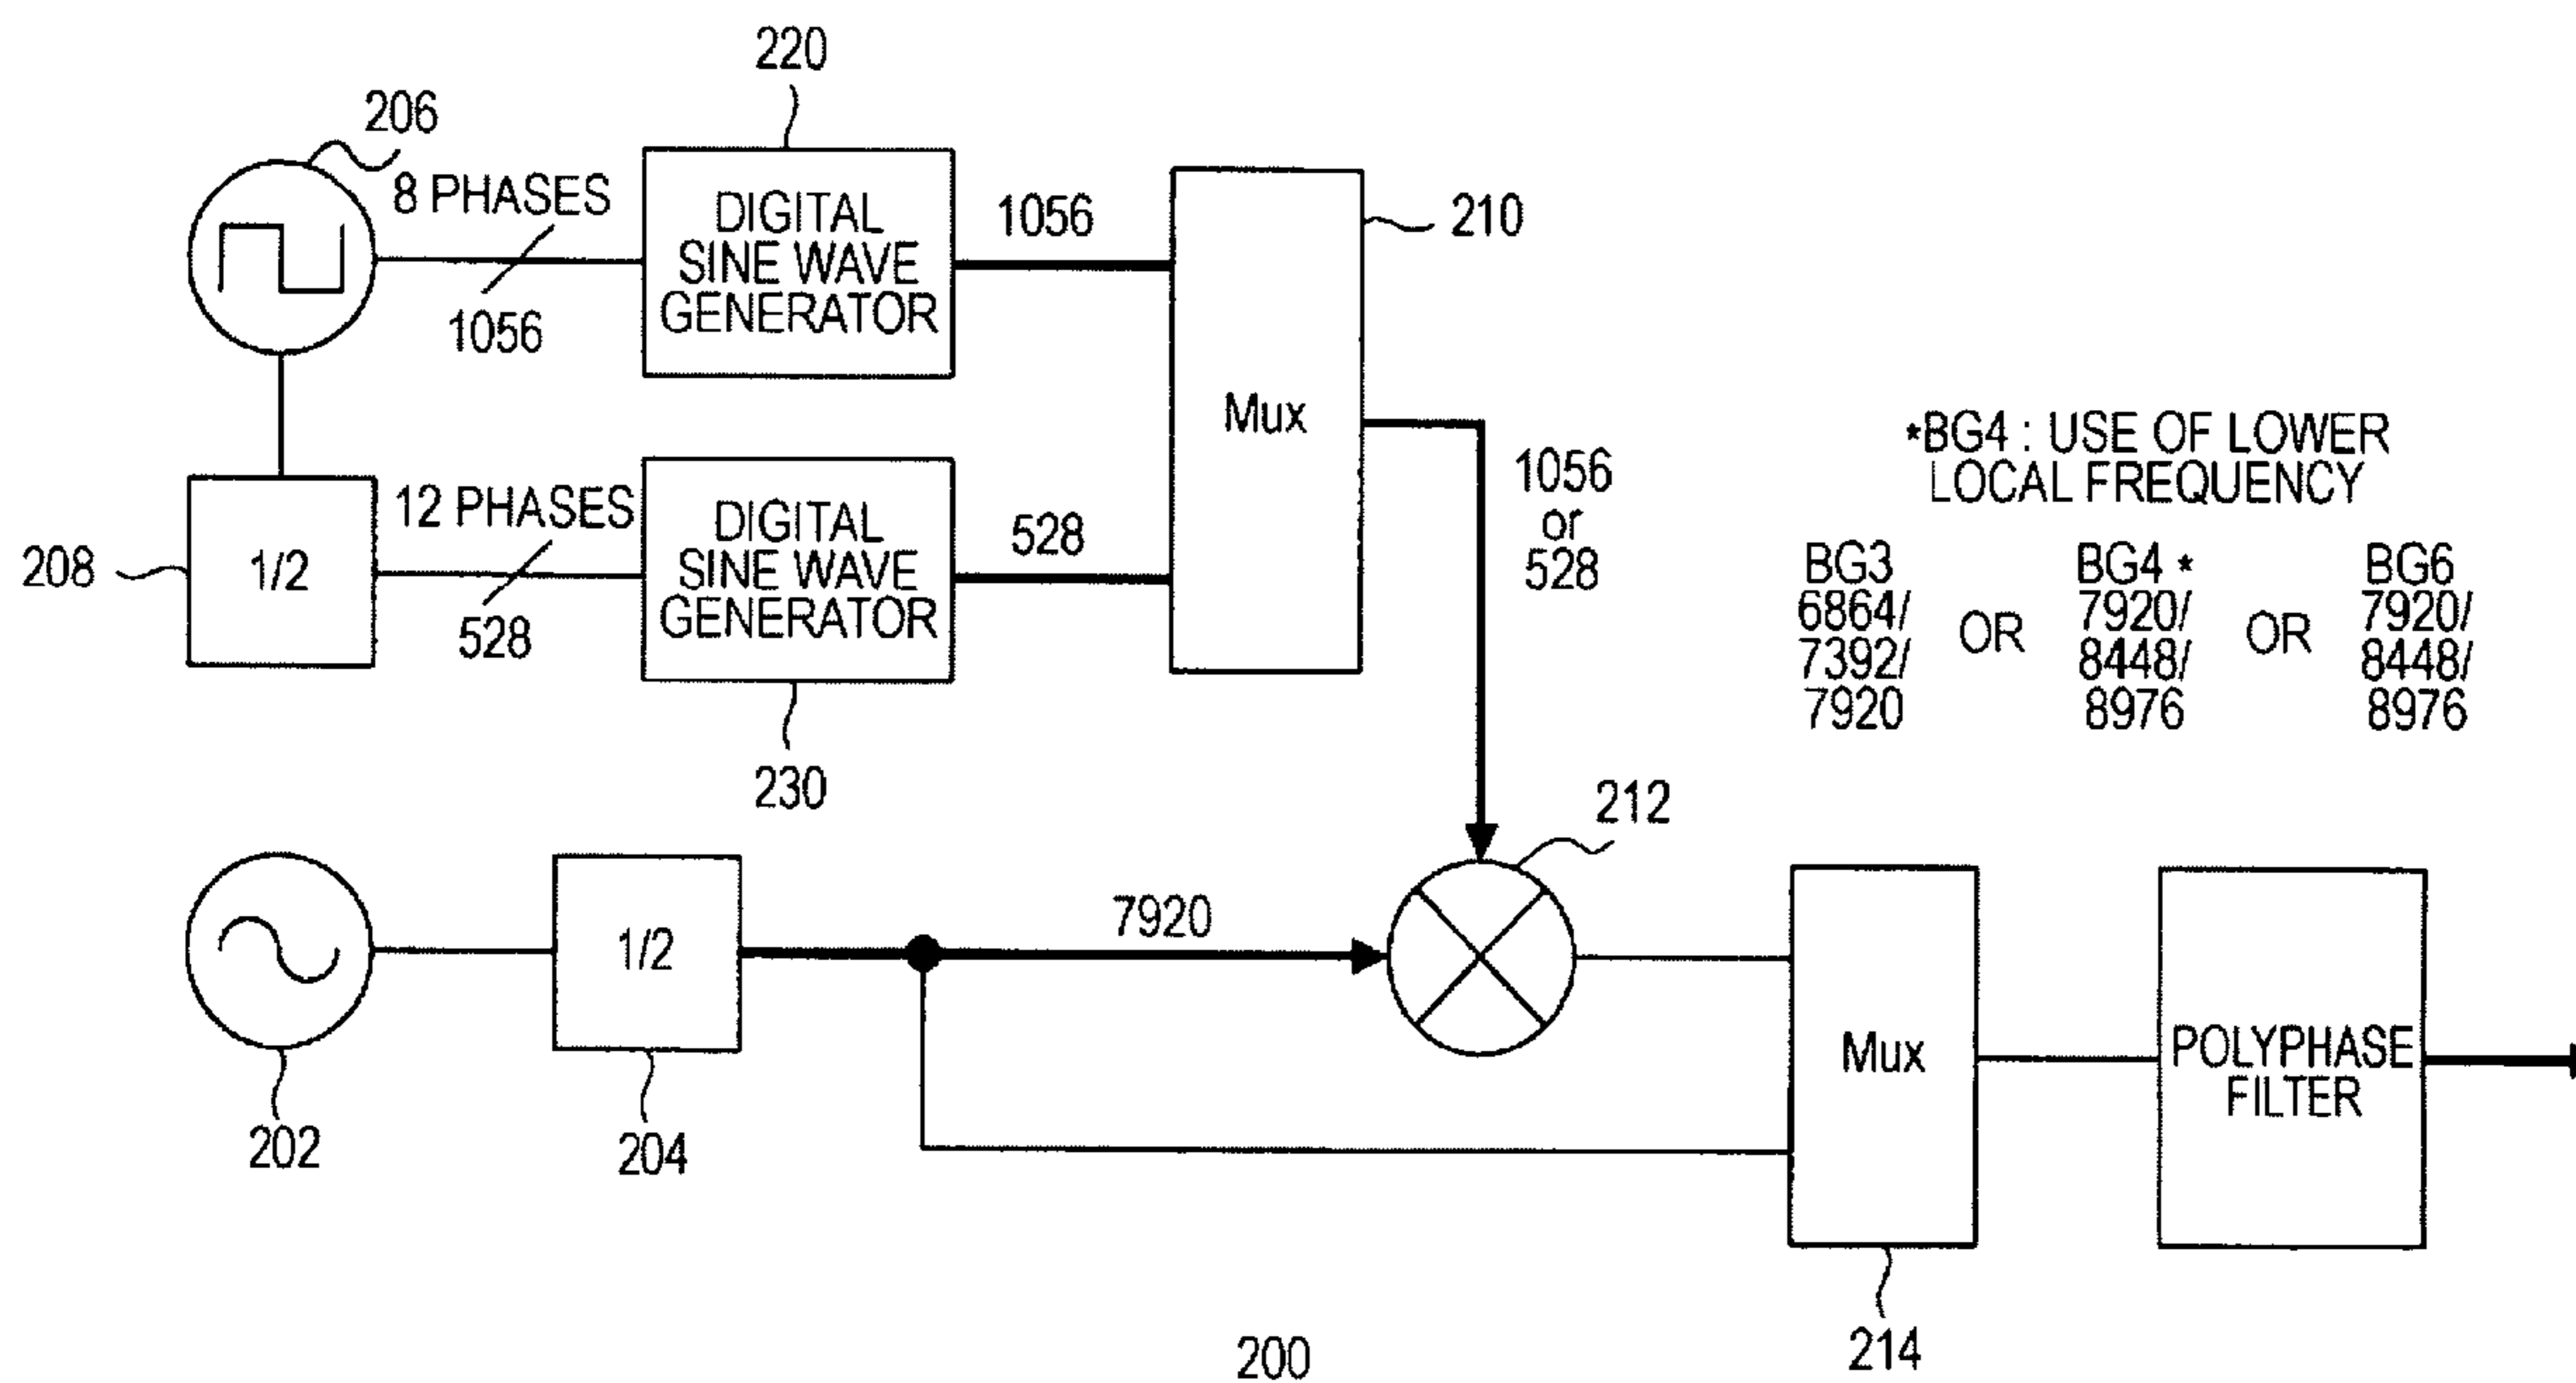 220
206
8 PHASES
1056
DIGITAL
SINE WAVE
GENERATOR
1056
210
Mux
1056
or
528
208
1/2
12 PHASES
528
DIGITAL
SINE WAVE
GENERATOR
528
230
*BG4 : USE OF LOWER
LOCAL FREQUENCY
BG3
6864/
7392/
7920
OR
BG4 *
7920/
8448/
8976
OR
BG6
7920/
8448/
8976
212
202
1/2
204
7920
Mux
214
POLYPHASE
FILTER
200